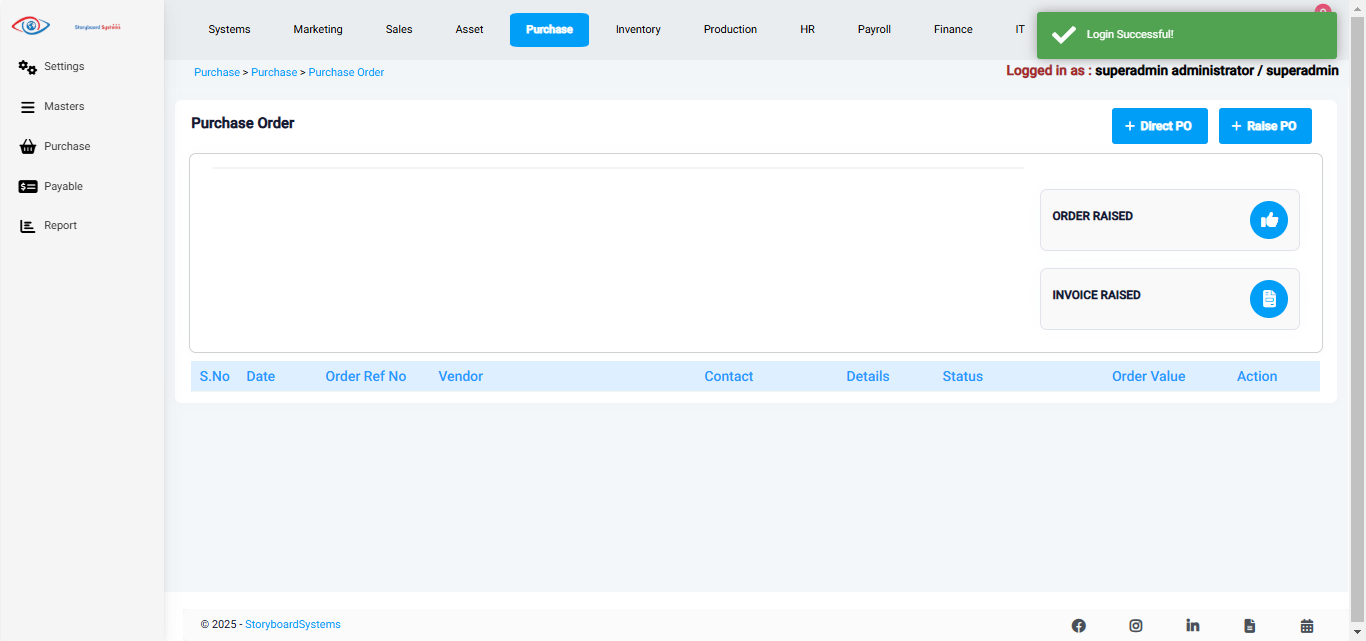 Storyboard Systems
Systems Marketing Sales Asset Purchase Inventory Production HR Payroll Finance IT
Login Successful!
Settings
Masters
Purchase
Payable
Report
Purchase > Purchase > Purchase Order
Logged in as : superadmin administrator / superadmin
Purchase Order
+ Direct PO
+ Raise PO
ORDER RAISED
INVOICE RAISED
S.No Date Order Ref No Vendor Contact Details Status Order Value Action
© 2025 - StoryboardSystems